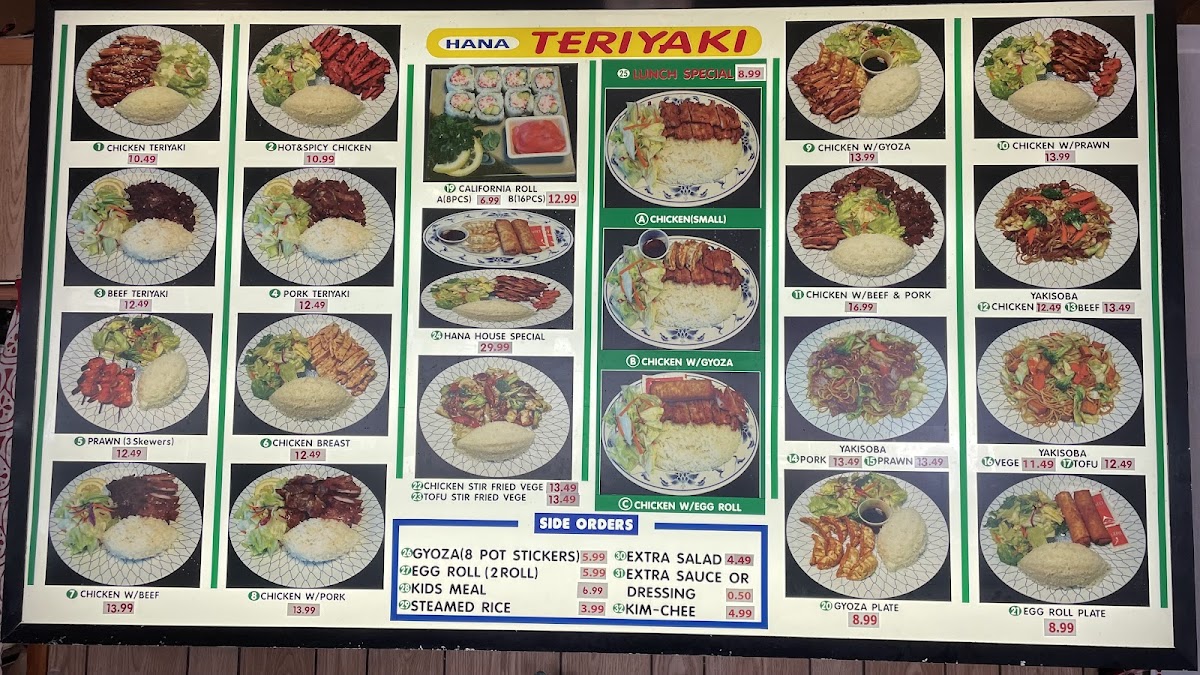 HANA TERIYAKI
1 CHICKEN TERIYAKI
10.49
2 HOT&SPICY CHICKEN
10.99
3 BEEF TERIYAKI
12.49
4 PORK TERIYAKI
12.49
5 PRAWN (3 Skewers)
12.49
6 CHICKEN BREAST
12.49
7 CHICKEN W/BEEF
13.99
8 CHICKEN W/PORK
13.99
19 CALIFORNIA ROLL
A(8PCS) 6.99 B(16PCS) 12.99
24 HANA HOUSE SPECIAL
29.99
22 CHICKEN STIR FRIED VEGE 13.49
23 TOFU STIR FRIED VEGE 13.49
25 LUNCH SPECIAL 8.99
A CHICKEN(SMALL)
B CHICKEN W/GYOZA
C CHICKEN W/EGG ROLL
SIDE ORDERS
26 GYOZA(8 POT STICKERS) 5.99
27 EGG ROLL (2ROLL) 5.99
28 KIDS MEAL 6.99
29 STEAMED RICE 3.99
30 EXTRA SALAD 4.49
31 EXTRA SAUCE OR
DRESSING 0.50
32 KIM-CHEE 4.99
9 CHICKEN W/GYOZA
13.99
10 CHICKEN W/PRAWN
13.99
11 CHICKEN W/BEEF & PORK
16.99
YAKISOBA
12 CHICKEN 12.49 13 BEEF 13.49
YAKISOBA
14 PORK 13.49 15 PRAWN 13.49
YAKISOBA
16 VEGE 11.49 17 TOFU 12.49
20 GYOZA PLATE
8.99
21 EGG ROLL PLATE
8.99